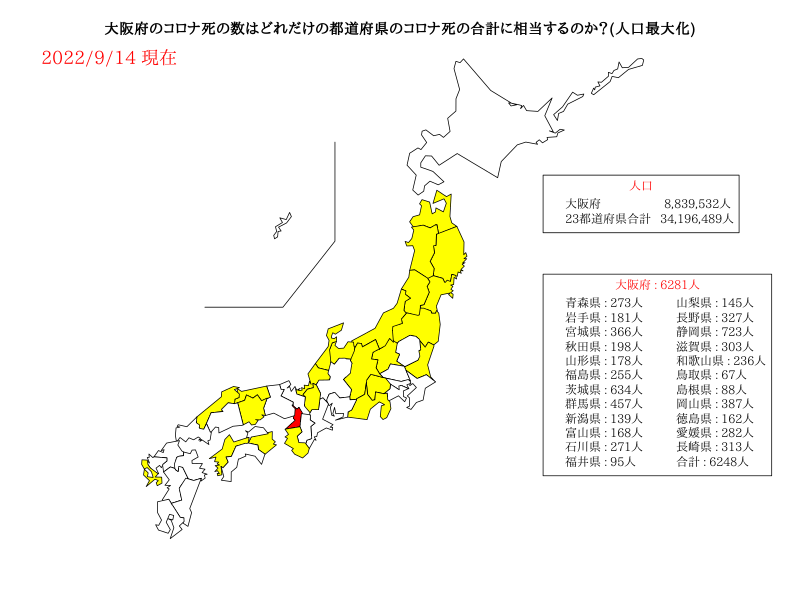 大阪府のコロナ死の数はどれだけの都道府県のコロナ死の合計に相当するのか?(人口最大化)
2022/9/14 現在
人口
大阪府 8,839,532人
23都道府県合計 34,196,489人
大阪府 : 6281人
青森県 : 273人 山梨県 : 145人
岩手県 : 181人 長野県 : 327人
宮城県 : 366人 静岡県 : 723人
秋田県 : 198人 滋賀県 : 303人
山形県 : 178人 和歌山県 : 236人
福島県 : 255人 鳥取県 : 67人
茨城県 : 634人 島根県 : 88人
群馬県 : 457人 岡山県 : 387人
新潟県 : 139人 徳島県 : 162人
富山県 : 168人 愛媛県 : 282人
石川県 : 271人 長崎県 : 313人
福井県 : 95人 合計 : 6248人